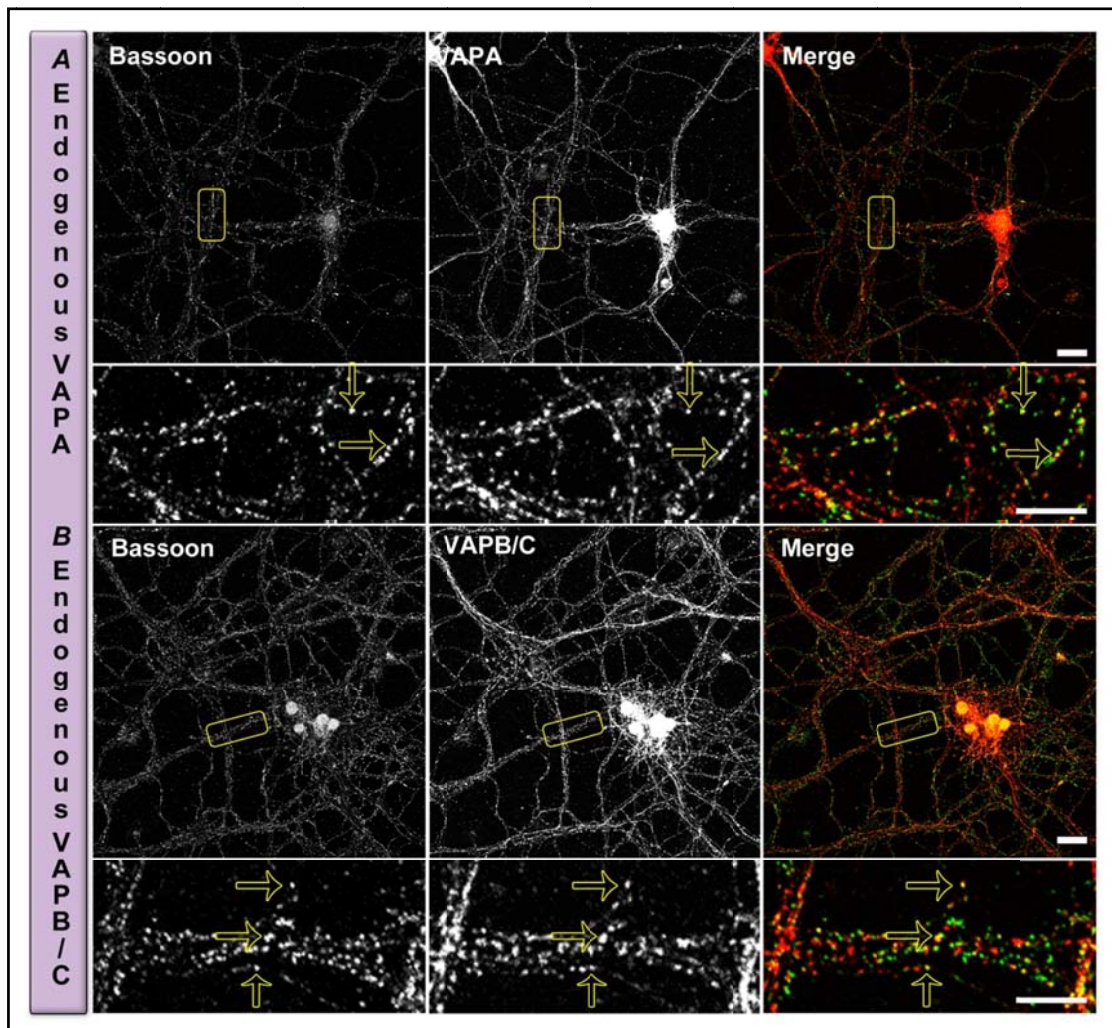 A Endogenous VAPA
Bassoon
VAPA
Merge
B Endogenous VAPB/C
Bassoon
VAPB/C
Merge